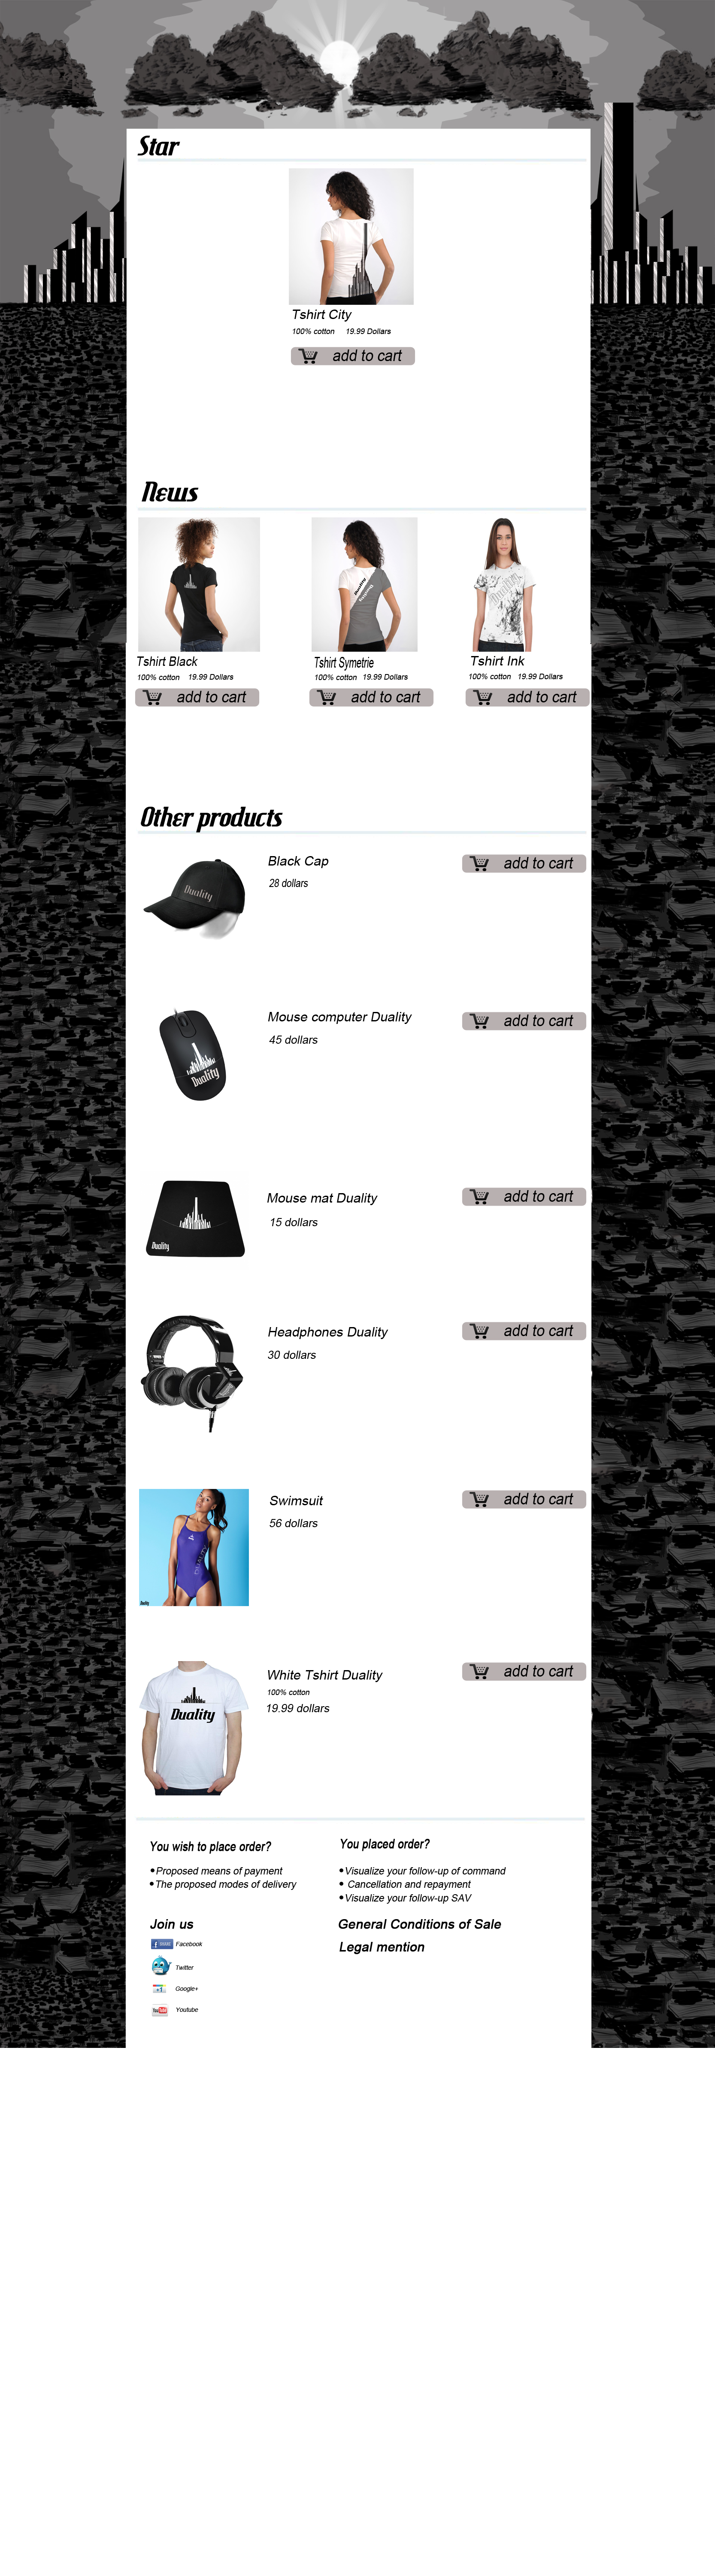 Star
Tshirt City
100% cotton 19.99 Dollars
add to cart
News
Duality
Duality
Duality
Tshirt Black
100% cotton 19.99 Dollars
add to cart
Tshirt Symetrie
100% cotton 19.99 Dollars
add to cart
Tshirt Ink
100% cotton 19.99 Dollars
add to cart
Other products
Duality
Black Cap
28 dollars
add to cart
Duality
Mouse computer Duality
45 dollars
add to cart
Duality
Mouse mat Duality
15 dollars
add to cart
Headphones Duality
30 dollars
add to cart
Swimsuit
56 dollars
add to cart
Duality
Duality
White Tshirt Duality
100% cotton
19.99 dollars
add to cart
You wish to place order?
•Proposed means of payment
•The proposed modes of delivery
You placed order?
•Visualize your follow-up of command
• Cancellation and repayment
•Visualize your follow-up SAV
Join us
Facebook
Twitter
Google+
You Tube Youtube
General Conditions of Sale
Legal mention